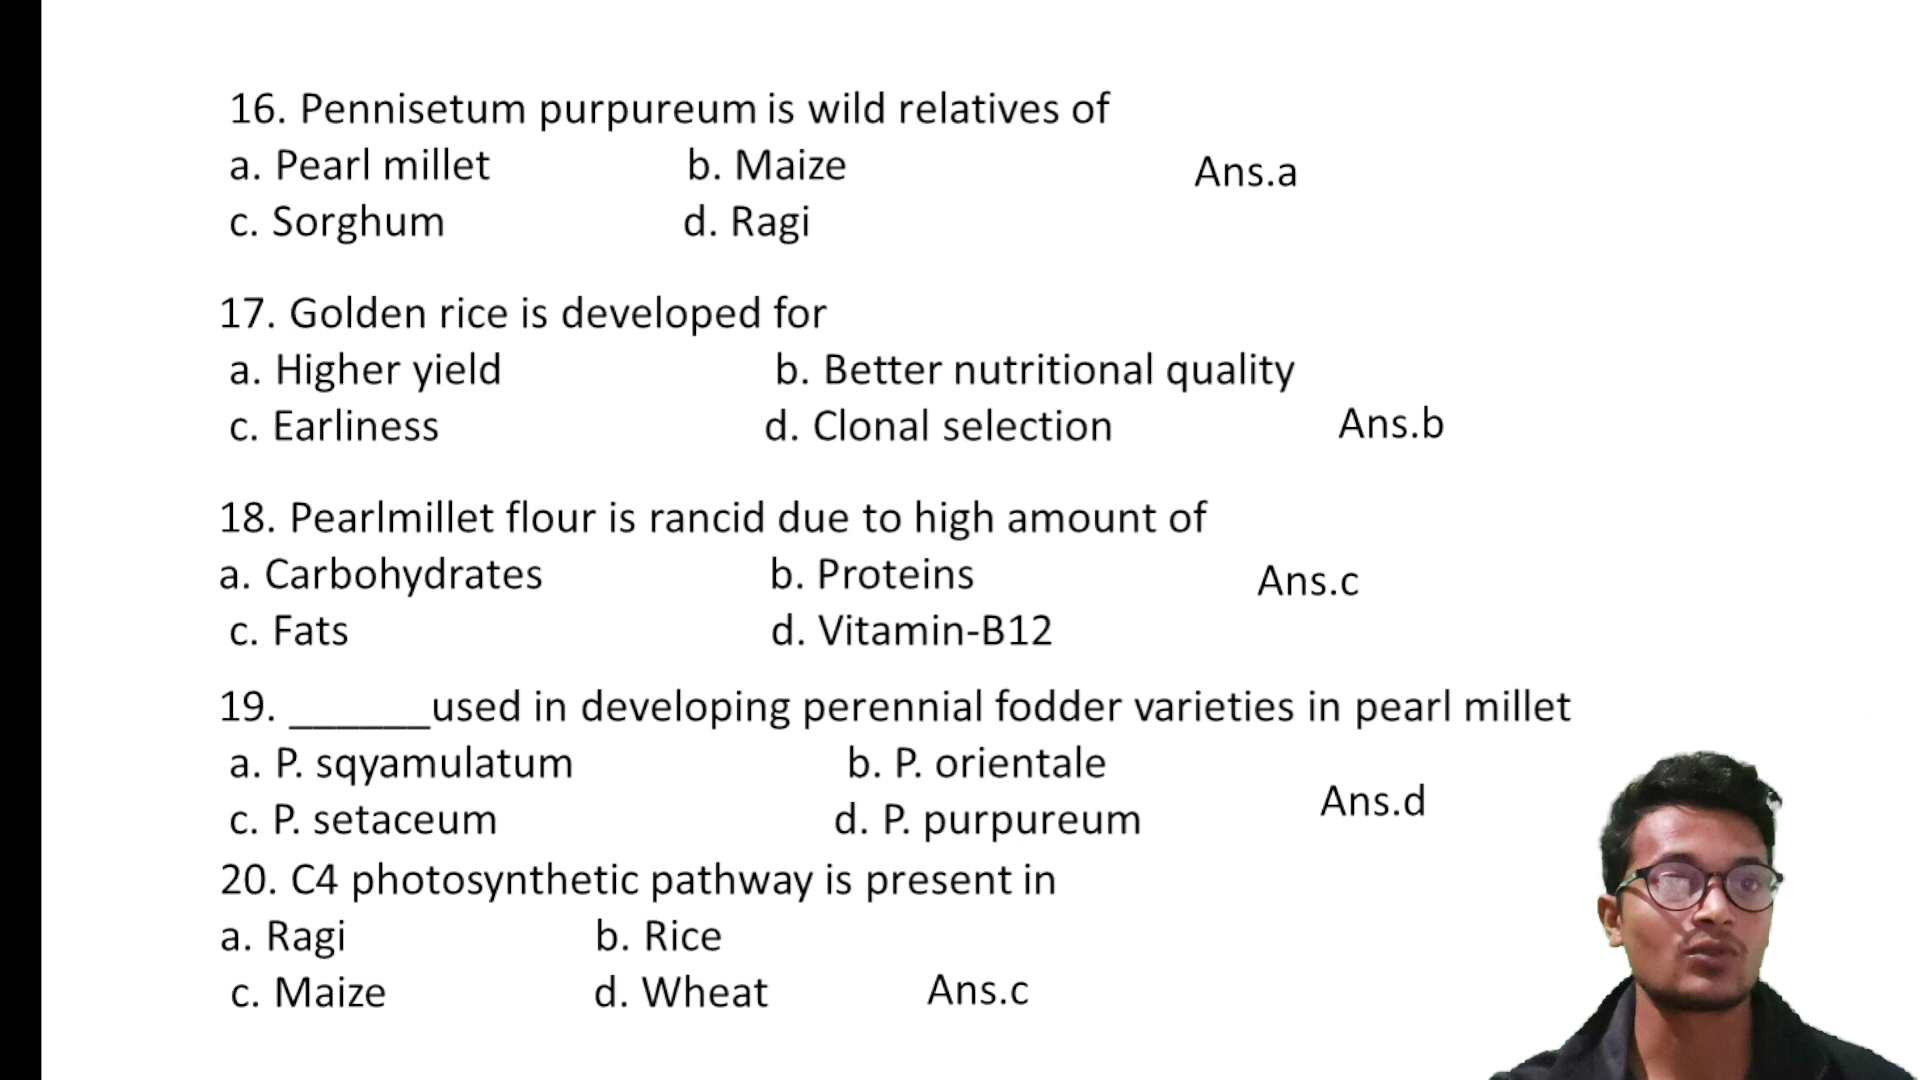 16. Pennisetum purpureum is wild relatives of
a. Pearl millet b. Maize Ans.a
c. Sorghum d. Ragi
17. Golden rice is developed for
a. Higher yield b. Better nutritional quality
c. Earliness d. Clonal selection Ans.b
18. Pearlmillet flour is rancid due to high amount of
a. Carbohydrates b. Proteins Ans.c
c. Fats d. Vitamin-B12
19. ______used in developing perennial fodder varieties in pearl millet
a. P. sqyamulatum b. P. orientale
c. P. setaceum d. P. purpureum Ans.d
20. C4 photosynthetic pathway is present in
a. Ragi b. Rice
c. Maize d. Wheat Ans.c